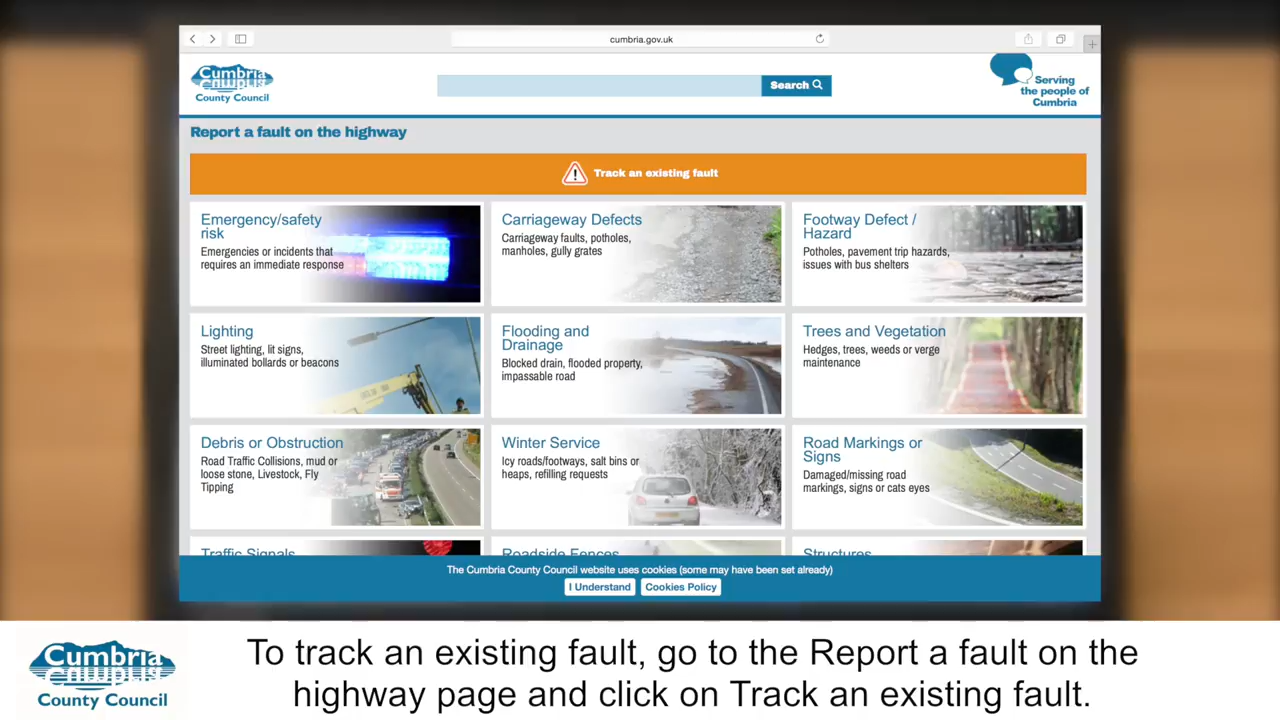 cumbria.gov.uk
Cumbria
County Council
Search
Serving
the people of
Cumbria
Report a fault on the highway
Track an existing fault
Emergency/safety
risk
Emergencies or incidents that
requires an immediate response
Carriageway Defects
Carriageway faults, potholes,
manholes, gully grates
Footway Defect /
Hazard
Potholes, pavement trip hazards,
issues with bus shelters
Lighting
Street lighting, lit signs,
illuminated bollards or beacons
Flooding and
Drainage
Blocked drain, flooded property,
impassable road
Trees and Vegetation
Hedges, trees, weeds or verge
maintenance
Debris or Obstruction
Road Traffic Collisions, mud or
loose stone, Livestock, Fly
Tipping
Winter Service
Icy roads/footways, salt bins or
heaps, refilling requests
Road Markings or
Signs
Damaged/missing road
markings, signs or cats eyes
Traffic Signals
Roadside Fences
Structures
The Cumbria County Council website uses cookies (some may have been set already)
I Understand
Cookies Policy
Cumbria
County Council
To track an existing fault, go to the Report a fault on the
highway page and click on Track an existing fault.